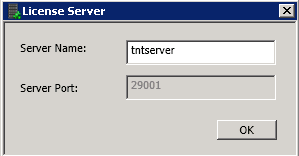 License Server
Server Name: tntserver
Server Port: 29001
OK